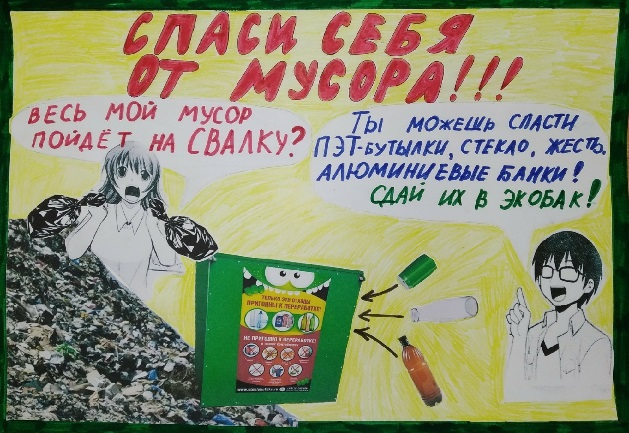 СПАСИ СЕБЯ
ОТ МУСОРА!!!
ВЕСЬ МОЙ МУСОР
ПОЙДЁТ НА СВАЛКУ?
ТЫ МОЖЕШЬ СПАСТИ
ПЭТ-БУТЫЛКИ, СТЕКЛО, ЖЕСТЬ,
АЛЮМИНИЕВЫЕ БАНКИ!
СДАЙ ИХ В ЭКОБАК!
ТОЛЬКО ЭТИ ОТХОДЫ
ПРИГОДНЫ К ПЕРЕРАБОТКЕ!
НЕ ПРИГОДНО К ПЕРЕРАБОТКЕ!